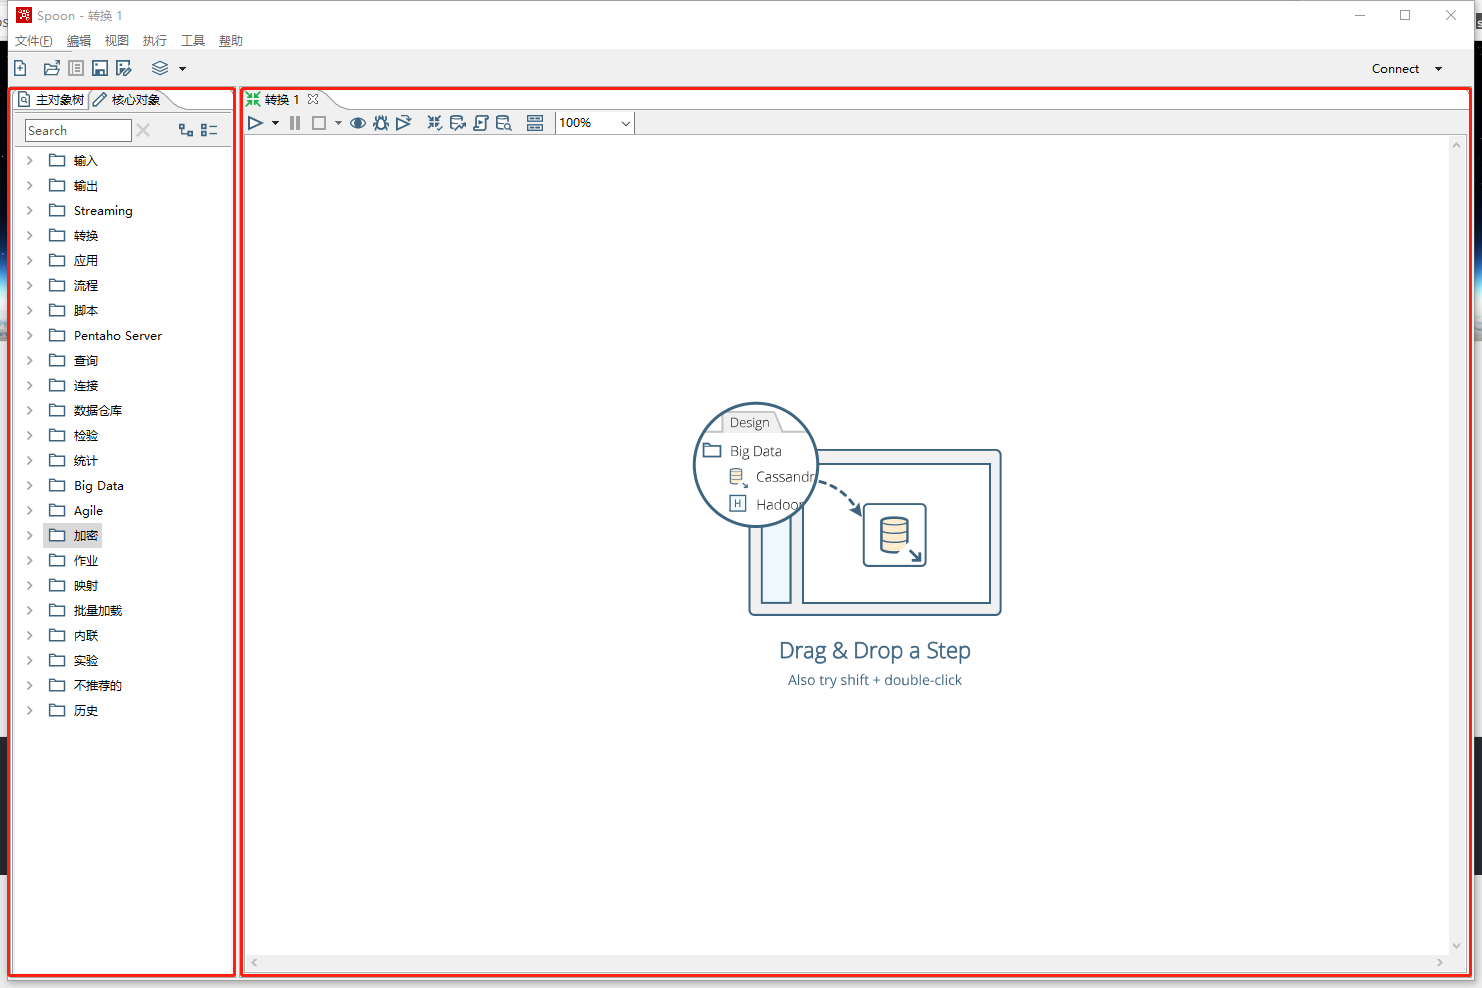 Spoon - 转换 1
文件(F) 编辑 视图 执行 工具 帮助
Connect
主对象树 核心对象
转换 1
Search
100%
输入
输出
Streaming
转换
应用
流程
脚本
Pentaho Server
查询
连接
数据仓库
检验
统计
Big Data
Agile
加密
作业
映射
批量加载
内联
实验
不推荐的
历史
Design
Big Data
Cassandr
H Hadoop
Drag & Drop a Step
Also try shift + double-click